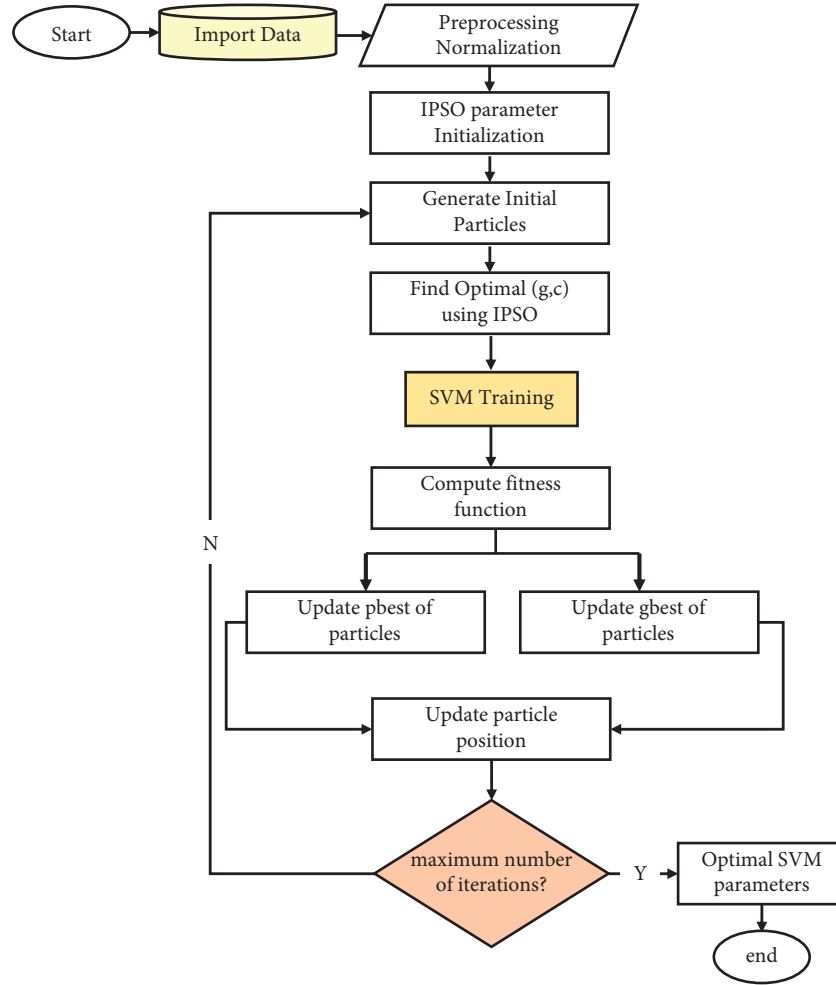 Start
Import Data
Preprocessing
Normalization
IPSO parameter
Initialization
Generate Initial
Particles
Find Optimal (g,c)
using IPSO
SVM Training
Compute fitness
function
N
Update pbest of
particles
Update gbest of
particles
Update particle
position
maximum number
of iterations?
Y
Optimal SVM
parameters
end